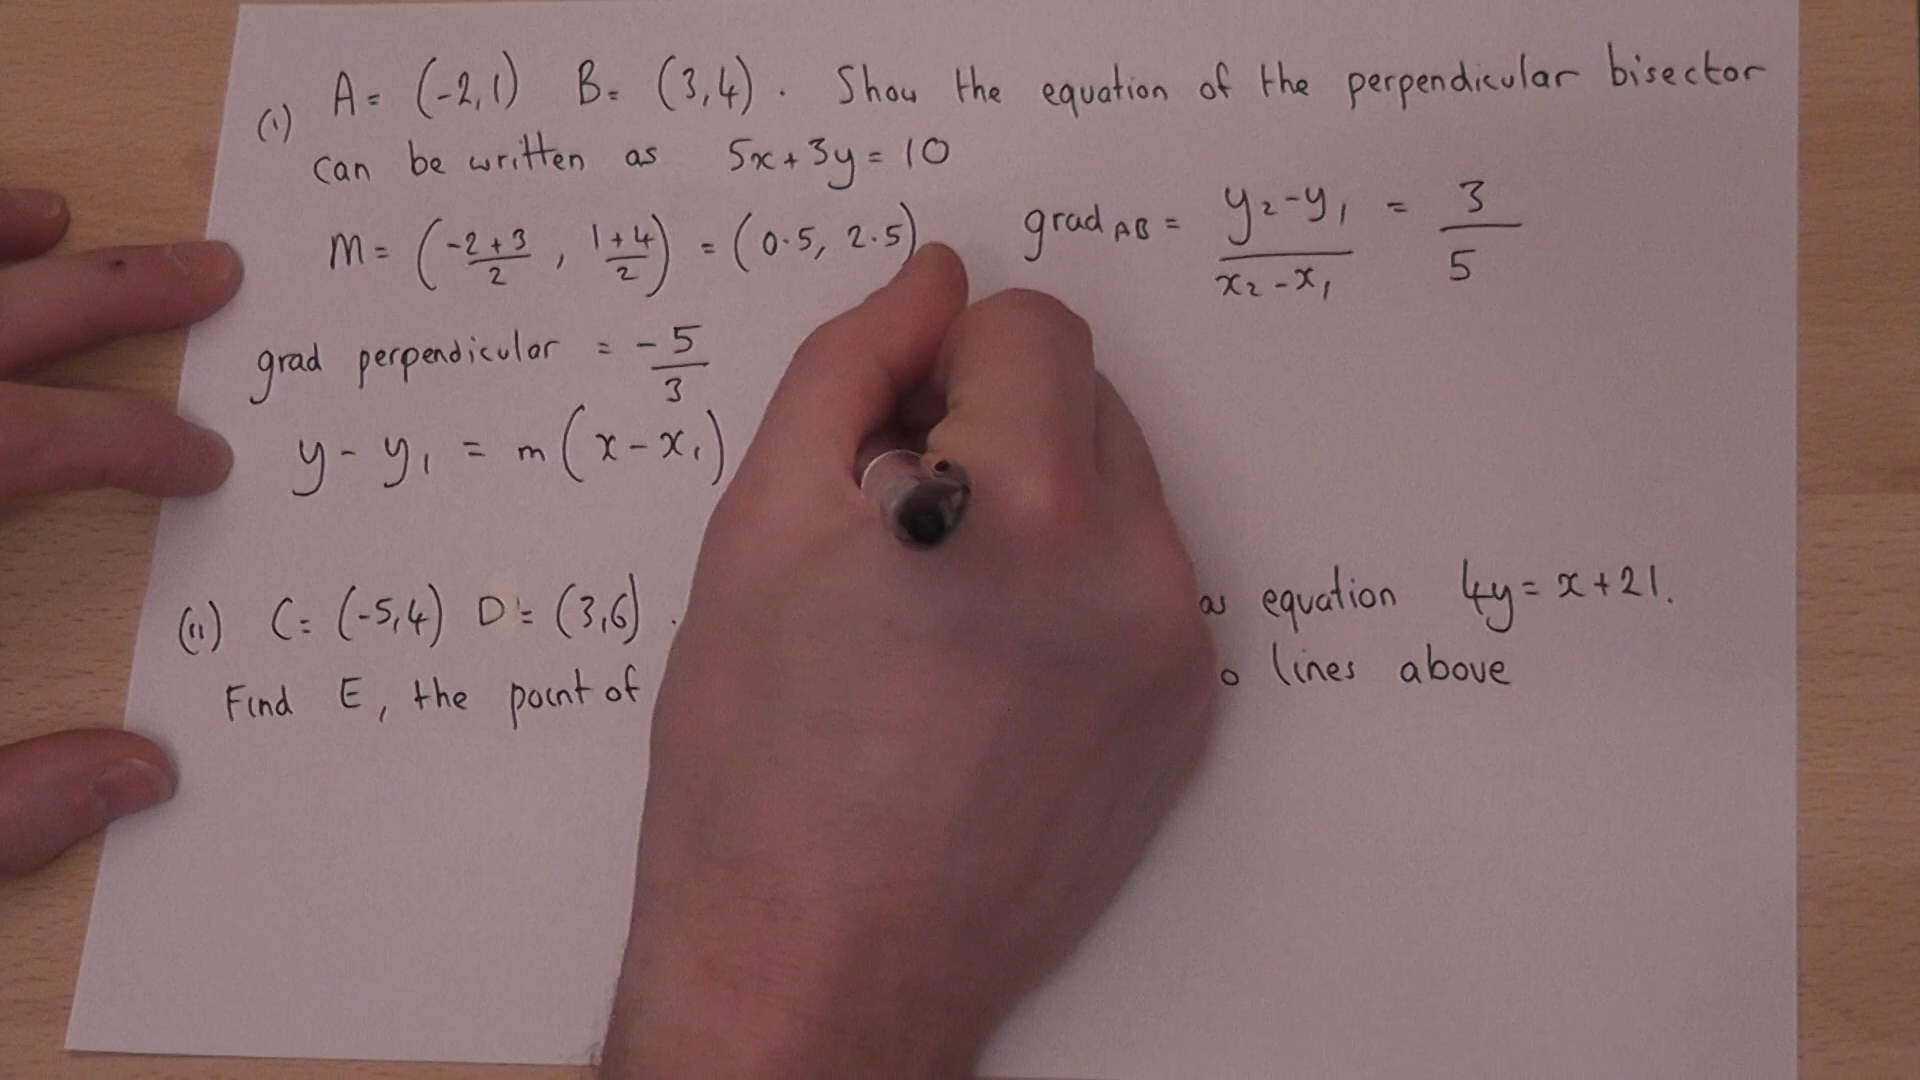 (i) A = (-2,1) B = (3,4). Show the equation of the perpendicular bisector
can be written as 5x + 3y = 10
M = (-2+3/2, 1+4/2) = (0.5, 2.5) grad AB = y2-y1/x2-x1 = 3/5
grad perpendicular = -5/3
y - y1 = m(x - x1)
(ii) C = (-5,4) D = (3,6). as equation 4y = x + 21.
Find E, the point of o lines above